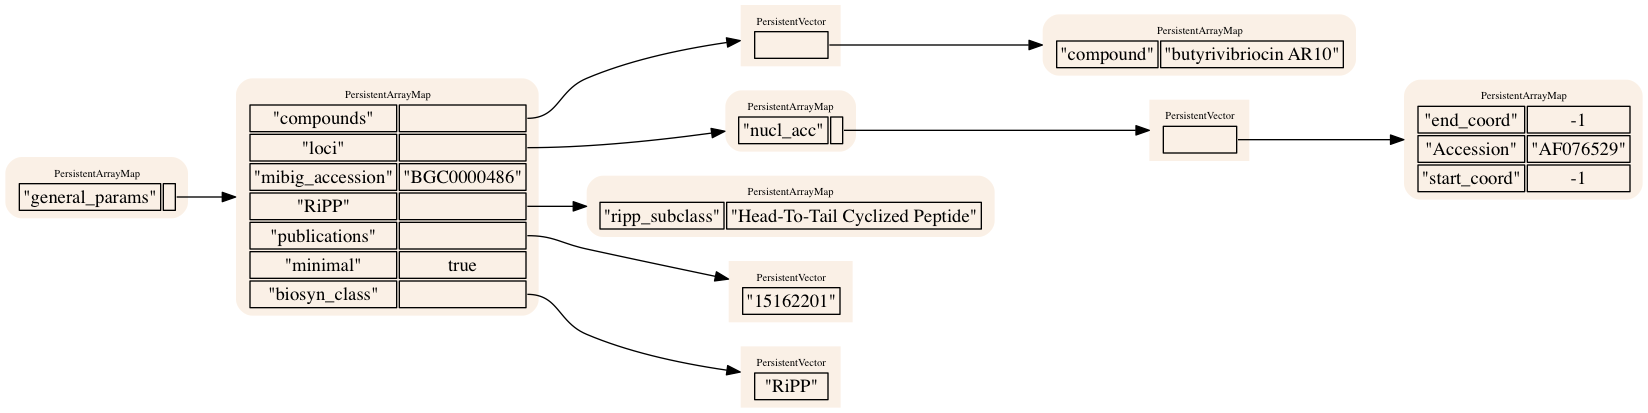 PersistentArrayMap
"general_params"
PersistentArrayMap
"compounds"
"loci"
"mibig_accession" "BGC0000486"
"RiPP"
"publications"
"minimal" true
"biosyn_class"
PersistentVector
PersistentArrayMap
"compound" "butyrivibriocin AR10"
PersistentArrayMap
"nucl_acc"
PersistentVector
PersistentArrayMap
"end_coord" -1
"Accession" "AF076529"
"start_coord" -1
PersistentArrayMap
"ripp_subclass" "Head-To-Tail Cyclized Peptide"
PersistentVector
"15162201"
PersistentVector
"RiPP"